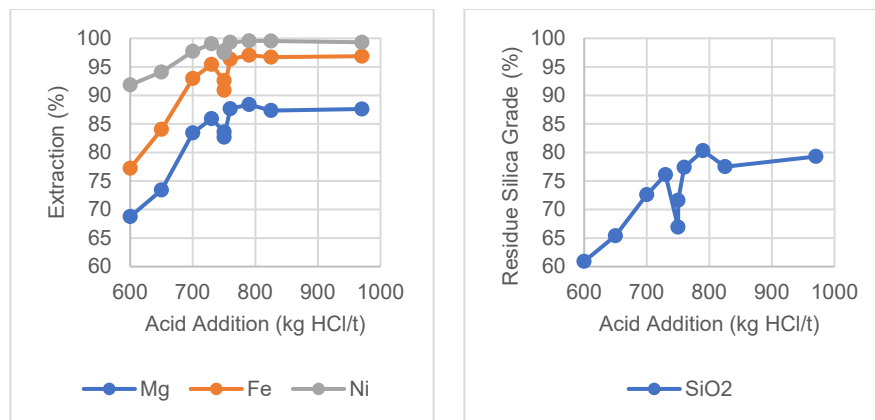 Extraction (%)
100
95
90
85
80
75
70
65
60
600 700 800 900 1000
Acid Addition (kg HCl/t)
Mg Fe Ni
Residue Silica Grade (%)
100
95
90
85
80
75
70
65
60
600 700 800 900 1000
Acid Addition (kg HCl/t)
SiO2